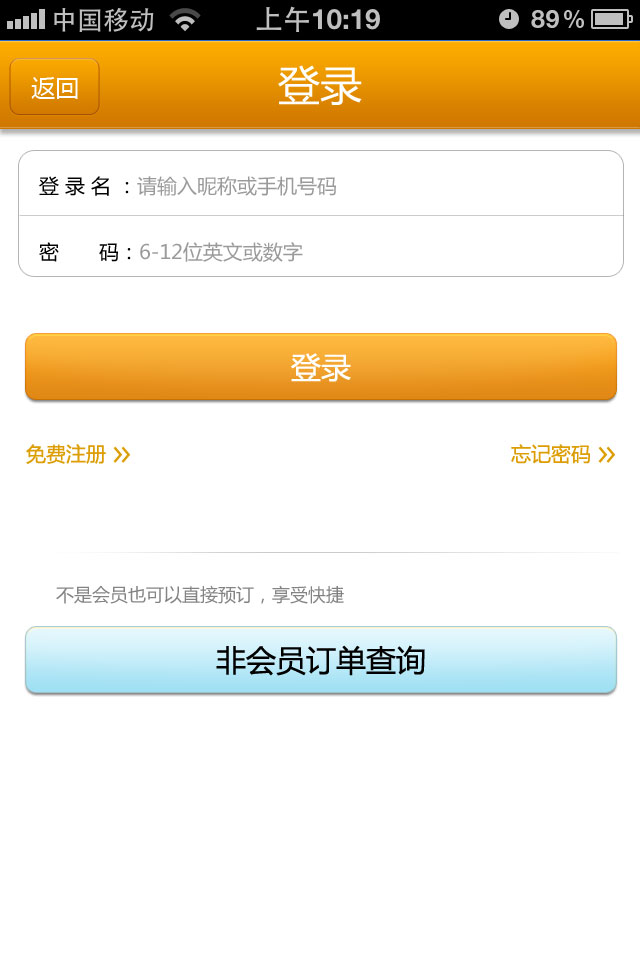 中国移动 上午10:19 89%
返回 登录
登 录 名 ：请输入昵称或手机号码
密 码：6-12位英文或数字
登录
免费注册 忘记密码
不是会员也可以直接预订，享受快捷
非会员订单查询